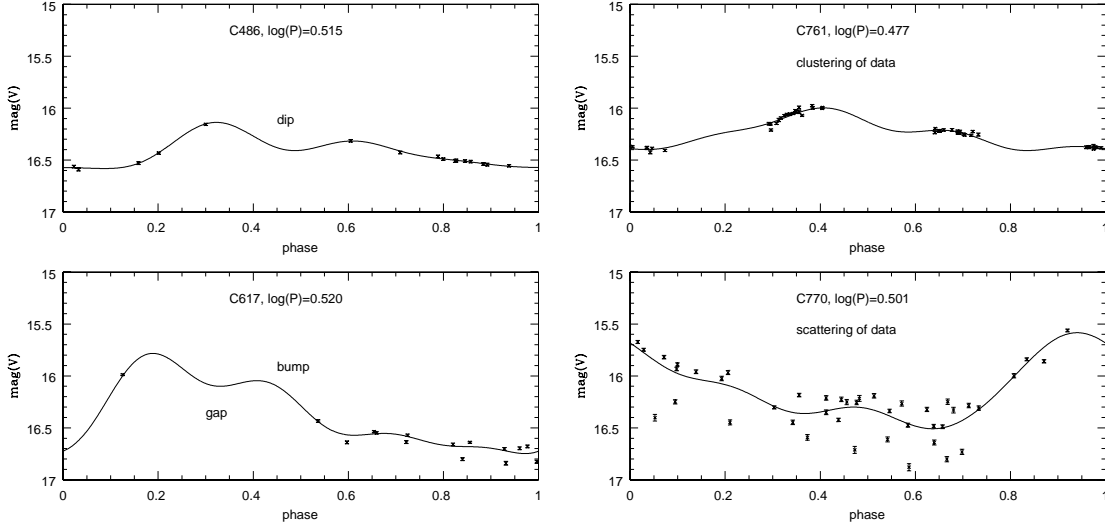 C486, log(P)=0.515
dip
mag(V)
15
15.5
16
16.5
17
0 0.2 0.4 0.6 0.8 1
phase
C761, log(P)=0.477
clustering of data
mag(V)
15
15.5
16
16.5
17
0 0.2 0.4 0.6 0.8 1
phase
C617, log(P)=0.520
bump
gap
mag(V)
15
15.5
16
16.5
17
0 0.2 0.4 0.6 0.8 1
phase
C770, log(P)=0.501
scattering of data
mag(V)
15
15.5
16
16.5
17
0 0.2 0.4 0.6 0.8 1
phase